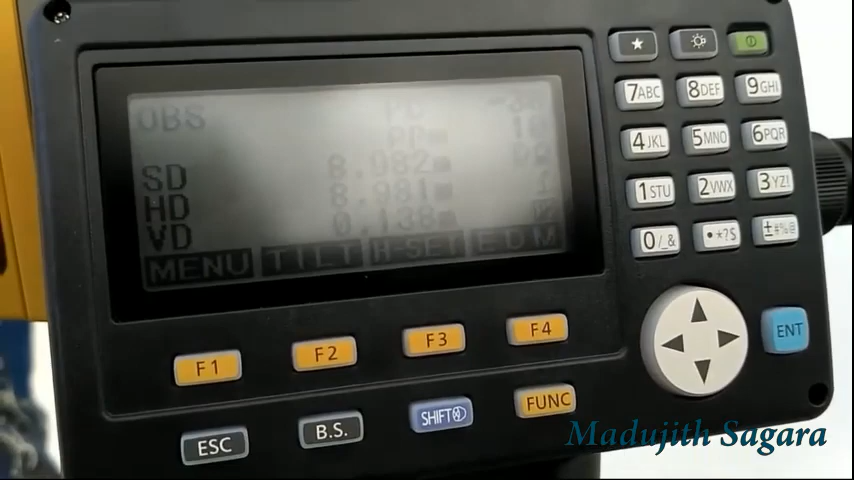 OBS PC
PPm
SD 8.982m
HD 8.981m
VD 0.138m
MENU TILT H-SET EDM
7ABC 8DEF 9GHI
4JKL 5MNO 6PQR
1STU 2VWX 3YZ!
0/_& •*?$ ±#%@
F1 F2 F3 F4
ENT
ESC B.S. SHIFT FUNC
Madujith Sagara